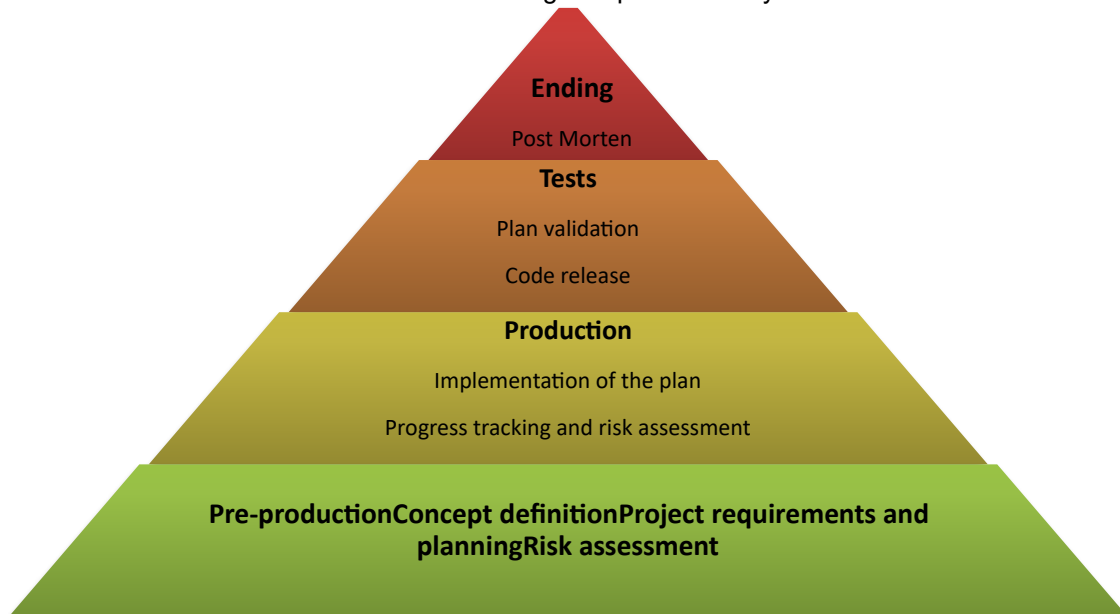 Ending
Post Morten
Tests
Plan validation
Code release
Production
Implementation of the plan
Progress tracking and risk assessment
Pre-productionConcept definitionProject requirements and
planningRisk assessment